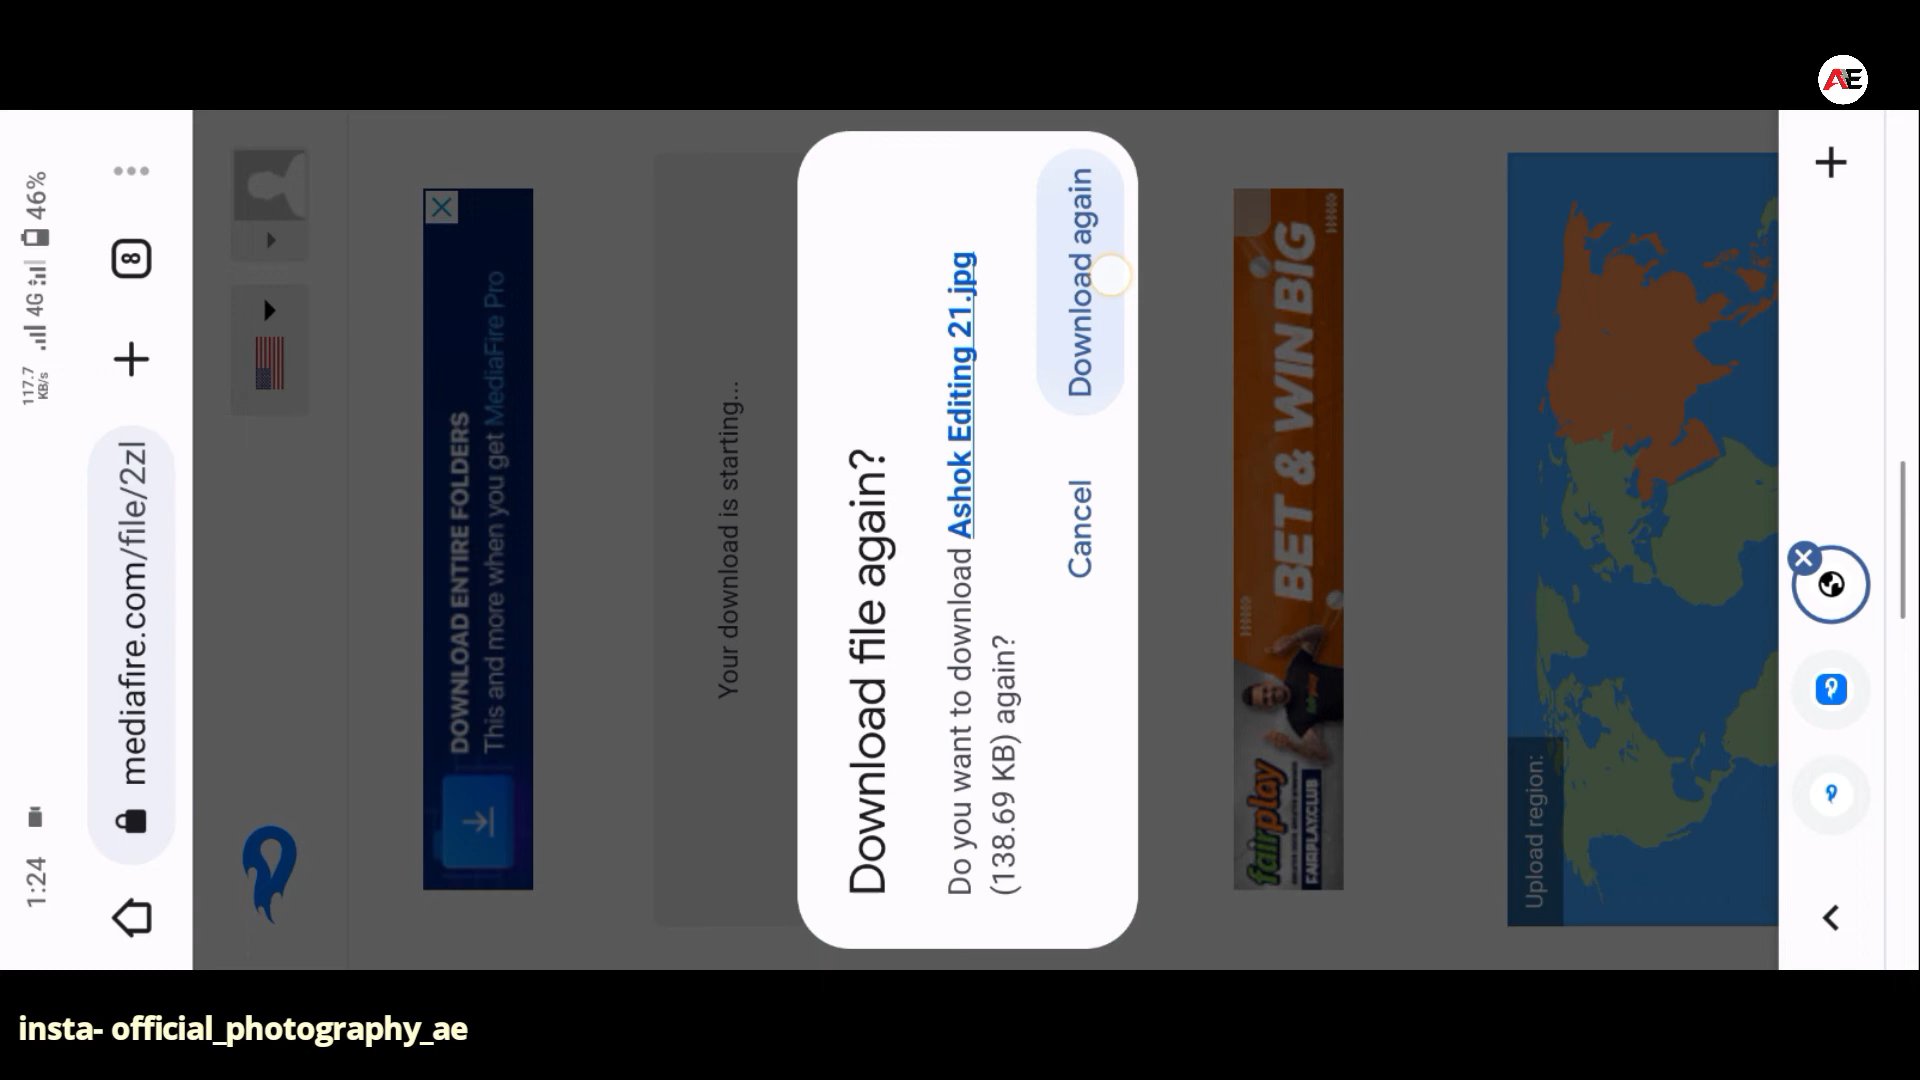 AE
1:24
117.7
KB/s
4G
46%
mediafire.com/file/2zl
8
DOWNLOAD ENTIRE FOLDERS
This and more when you get MediaFire Pro
Your download is starting...
Download file again?
Do you want to download Ashok Editing 21.jpg
(138.69 KB) again?
Cancel
Download again
BET & WIN BIG
fairplay
FAIRPLAY.CLUB
Upload region:
insta- official_photography_ae